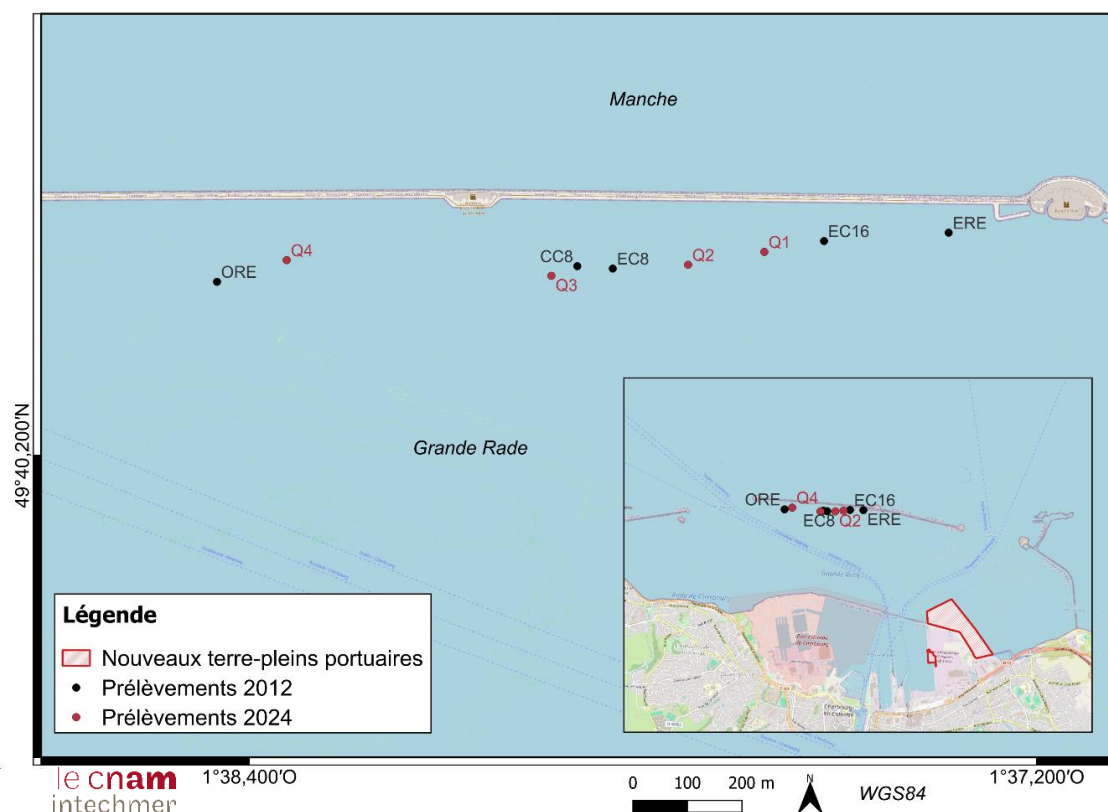 Manche
ERE
EC16
Q1
Q2
EC8
CC8
Q3
Q4
ORE
Grande Rade
49°40,200'N
ORE
Q4
EC16
EC8
Q2
ERE
Grande Rade
Légende
Nouveaux terre-pleins portuaires
Prélèvements 2012
Prélèvements 2024
1°38,400'O
1°37,200'O
0 100 200 m
N
WGS84
le cnam
intechmer